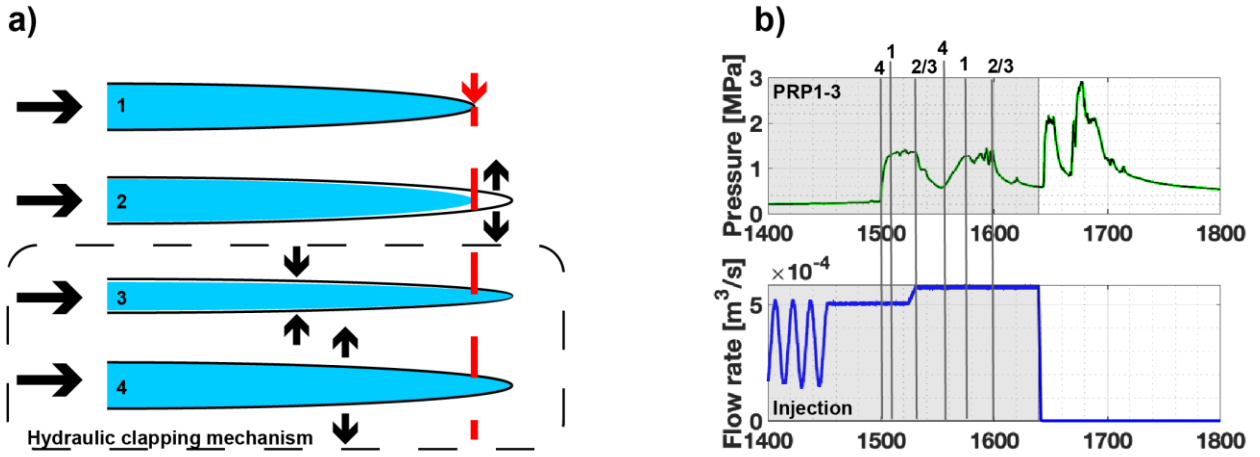 a)
1
2
3
4
Hydraulic clapping mechanism
b)
4 1 2/3 4 1 2/3
Pressure [MPa]
3
2
1
0
PRP1-3
1400 1500 1600 1700 1800
Flow rate [m³/s]
×10⁻⁴
5
0
Injection
1400 1500 1600 1700 1800